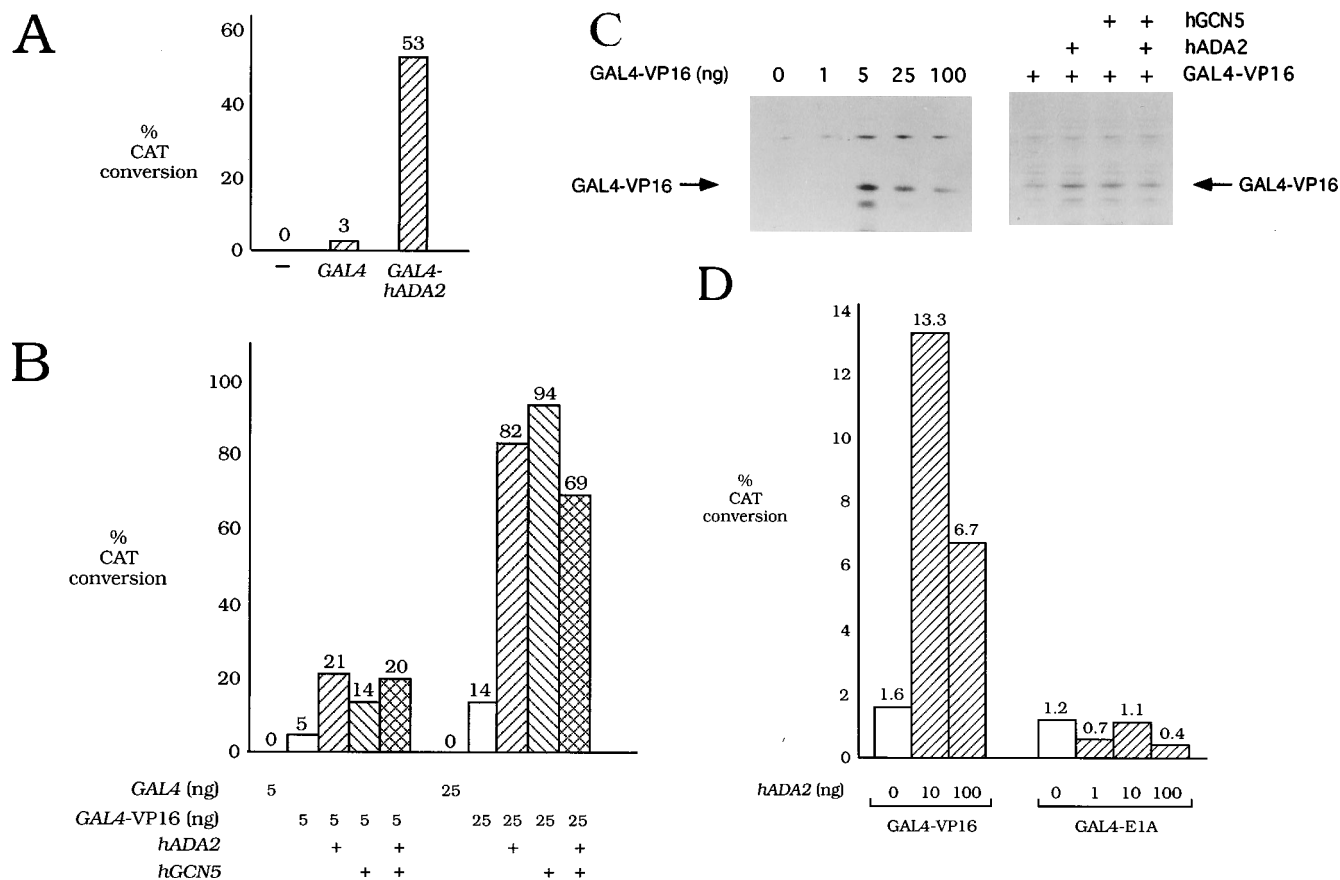 A
60
40
20
0
%
CAT
conversion
0
3
53
–
GAL4
GAL4-
hADA2
C
GAL4-VP16 (ng) 0 1 5 25 100
GAL4-VP16
+ + hGCN5
+ + hADA2
+ + + + GAL4-VP16
GAL4-VP16
B
100
80
60
40
20
0
%
CAT
conversion
0
5
21
14
20
0
14
82
94
69
GAL4 (ng) 5 25
GAL4-VP16 (ng) 5 5 5 5 25 25 25 25
hADA2 + + + +
hGCN5 + + + +
D
14
12
10
8
6
4
2
0
%
CAT
conversion
1.6
13.3
6.7
1.2
0.7
1.1
0.4
hADA2 (ng) 0 10 100 0 1 10 100
GAL4-VP16 GAL4-E1A